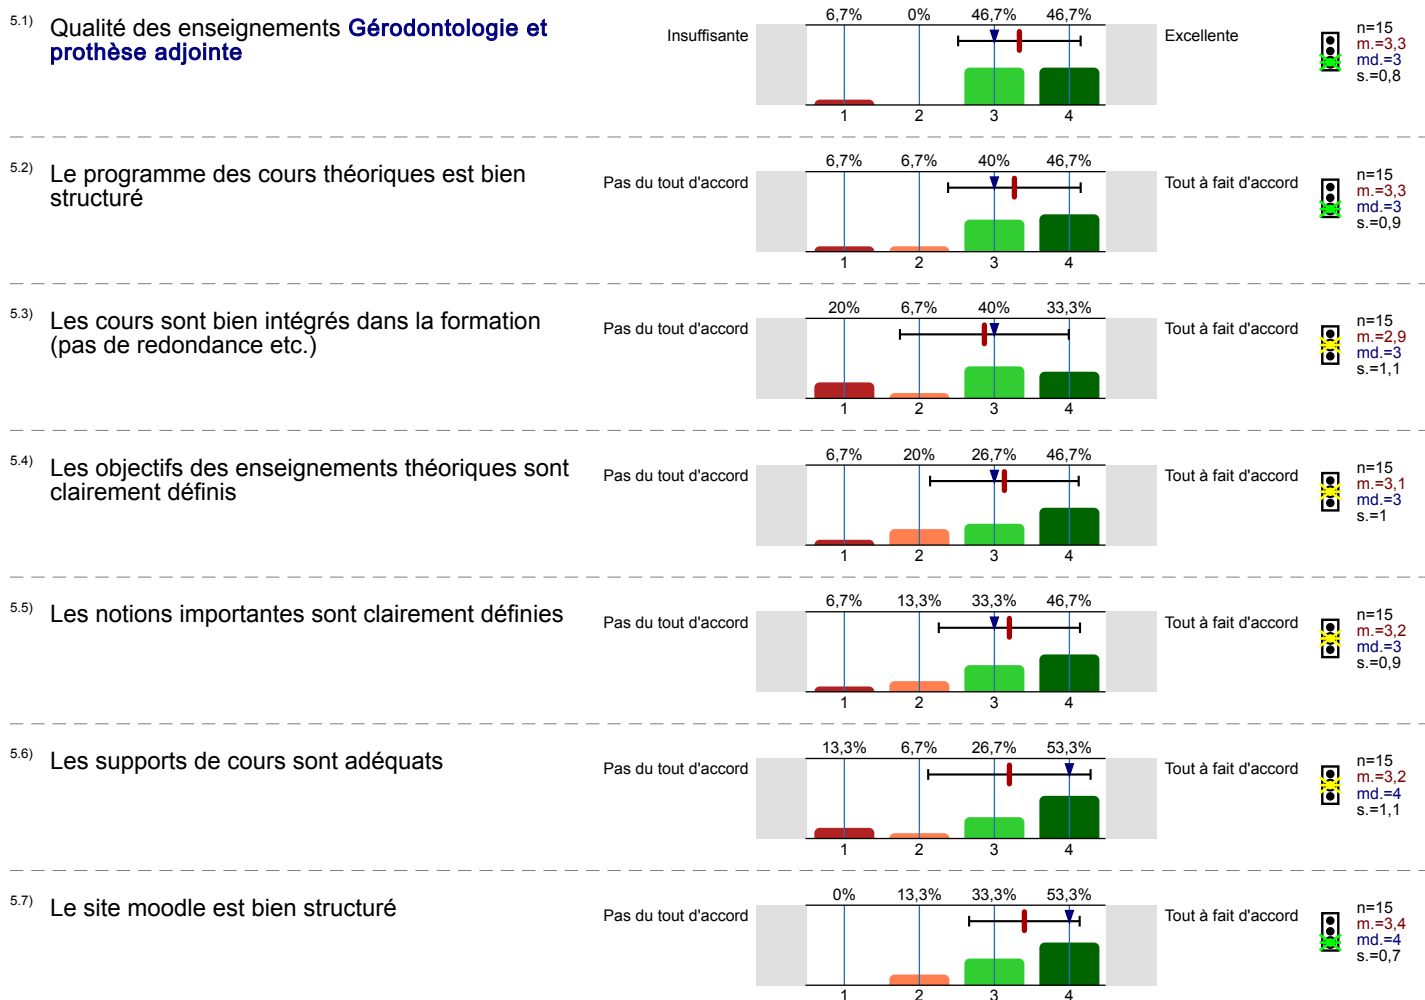 5.1) Qualité des enseignements Gérodontologie et
prothèse adjointe
Insuffisante
6,7% 0% 46,7% 46,7%
1 2 3 4
Excellente
n=15
m.=3,3
md.=3
s.=0,8
5.2) Le programme des cours théoriques est bien
structuré
Pas du tout d'accord
6,7% 6,7% 40% 46,7%
1 2 3 4
Tout à fait d'accord
n=15
m.=3,3
md.=3
s.=0,9
5.3) Les cours sont bien intégrés dans la formation
(pas de redondance etc.)
Pas du tout d'accord
20% 6,7% 40% 33,3%
1 2 3 4
Tout à fait d'accord
n=15
m.=2,9
md.=3
s.=1,1
5.4) Les objectifs des enseignements théoriques sont
clairement définis
Pas du tout d'accord
6,7% 20% 26,7% 46,7%
1 2 3 4
Tout à fait d'accord
n=15
m.=3,1
md.=3
s.=1
5.5) Les notions importantes sont clairement définies
Pas du tout d'accord
6,7% 13,3% 33,3% 46,7%
1 2 3 4
Tout à fait d'accord
n=15
m.=3,2
md.=3
s.=0,9
5.6) Les supports de cours sont adéquats
Pas du tout d'accord
13,3% 6,7% 26,7% 53,3%
1 2 3 4
Tout à fait d'accord
n=15
m.=3,2
md.=4
s.=1,1
5.7) Le site moodle est bien structuré
Pas du tout d'accord
0% 13,3% 33,3% 53,3%
1 2 3 4
Tout à fait d'accord
n=15
m.=3,4
md.=4
s.=0,7